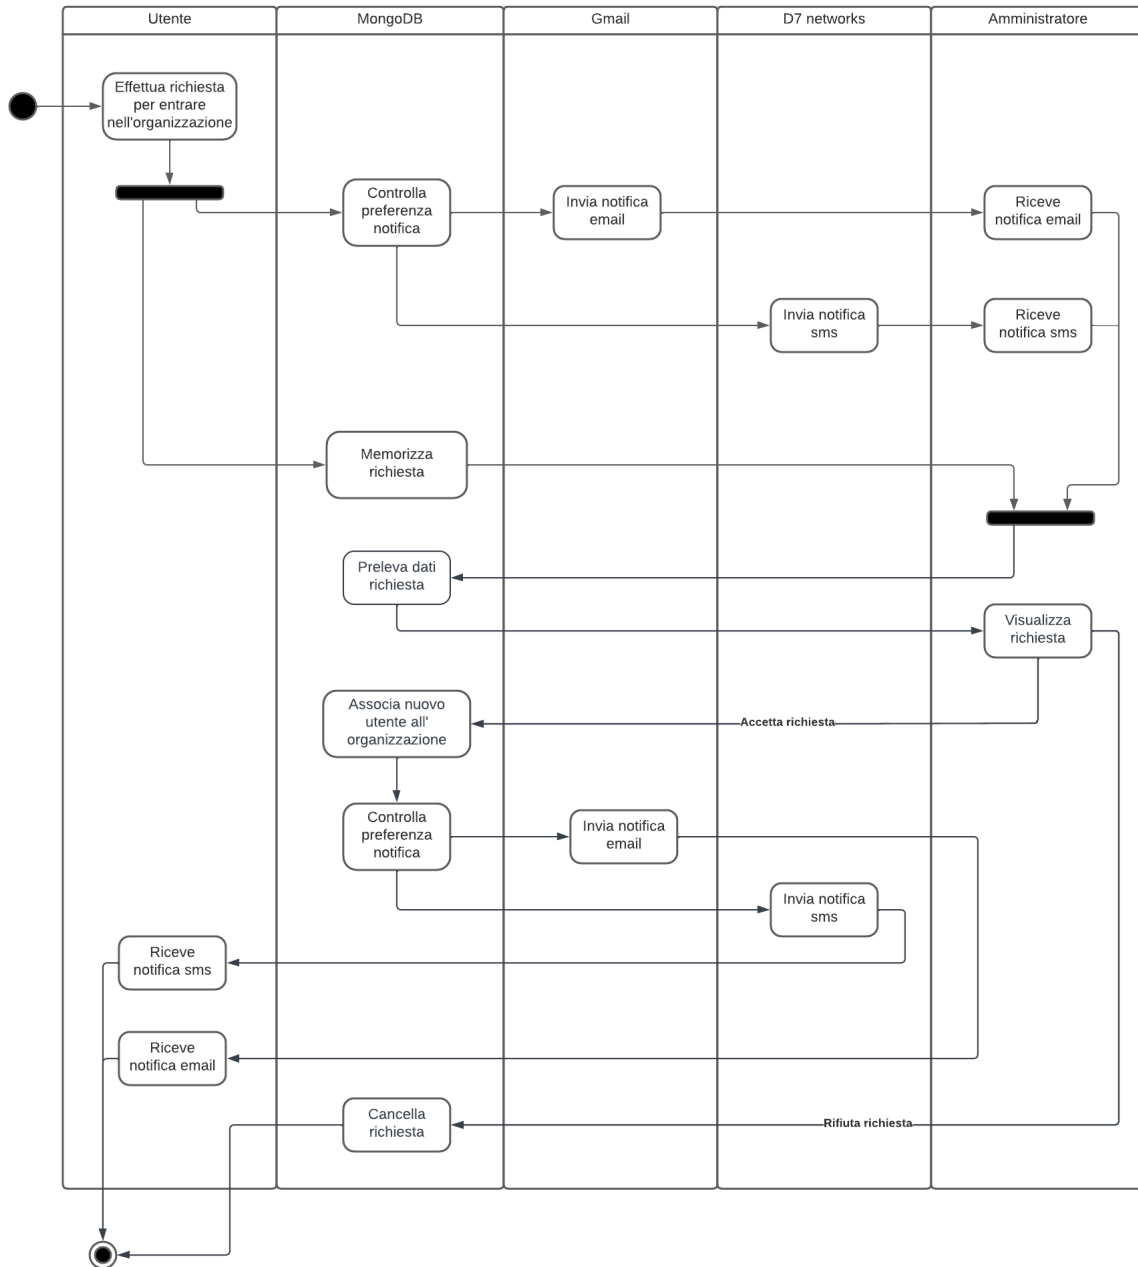 Utente
MongoDB
Gmail
D7 networks
Amministratore
Effettua richiesta
per entrare
nell'organizzazione
Controlla
preferenza
notifica
Invia notifica
email
Riceve
notifica email
Invia notifica
sms
Riceve
notifica sms
Memorizza
richiesta
Preleva dati
richiesta
Visualizza
richiesta
Associa nuovo
utente all'
organizzazione
Accetta richiesta
Controlla
preferenza
notifica
Invia notifica
email
Invia notifica
sms
Riceve
notifica sms
Riceve
notifica email
Cancella
richiesta
Rifiuta richiesta